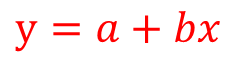 y = a + bx